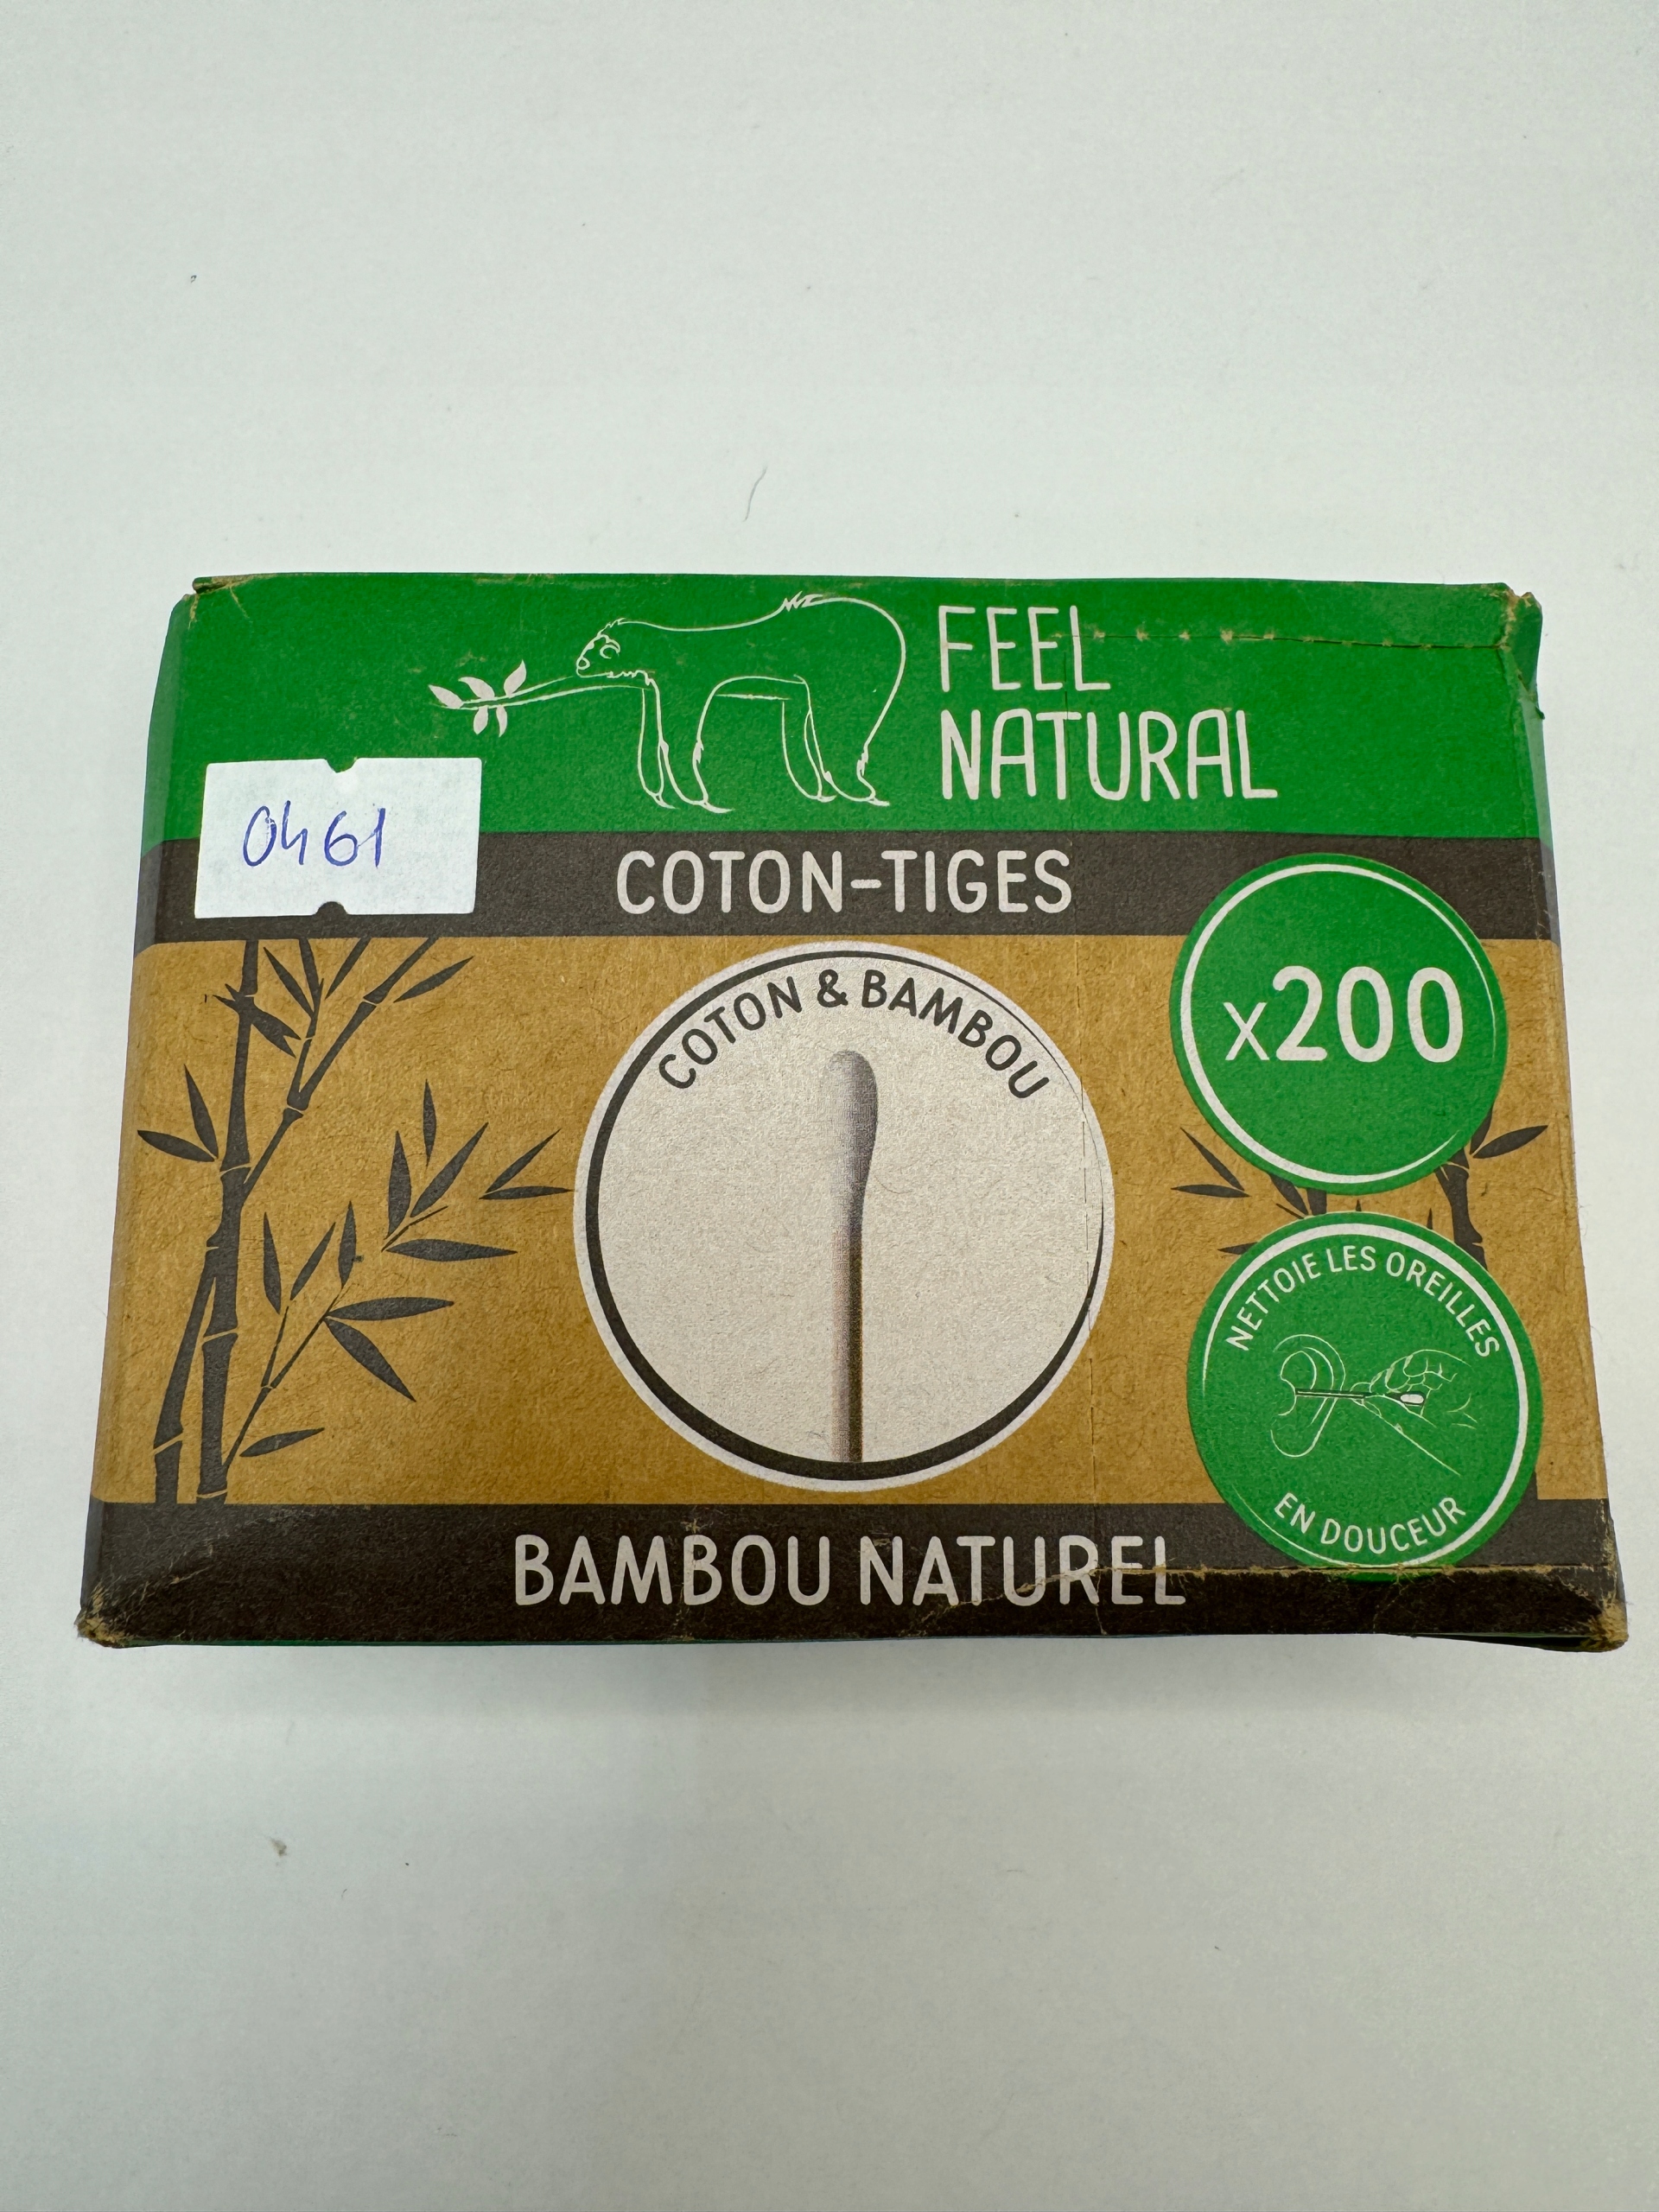 FEEL
NATURAL
0461
COTON-TIGES
x200
COTON & BAMBOU
NETTOIE LES OREILLES
EN DOUCEUR
BAMBOU NATUREL